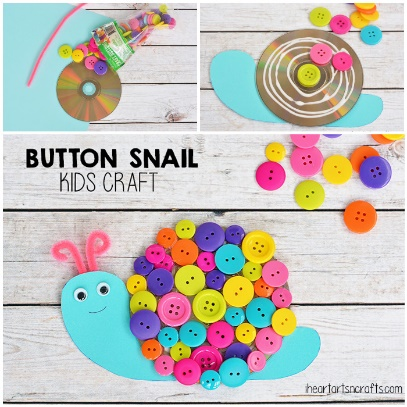 BUTTON SNAIL
KIDS CRAFT
iheartartsncrafts.com